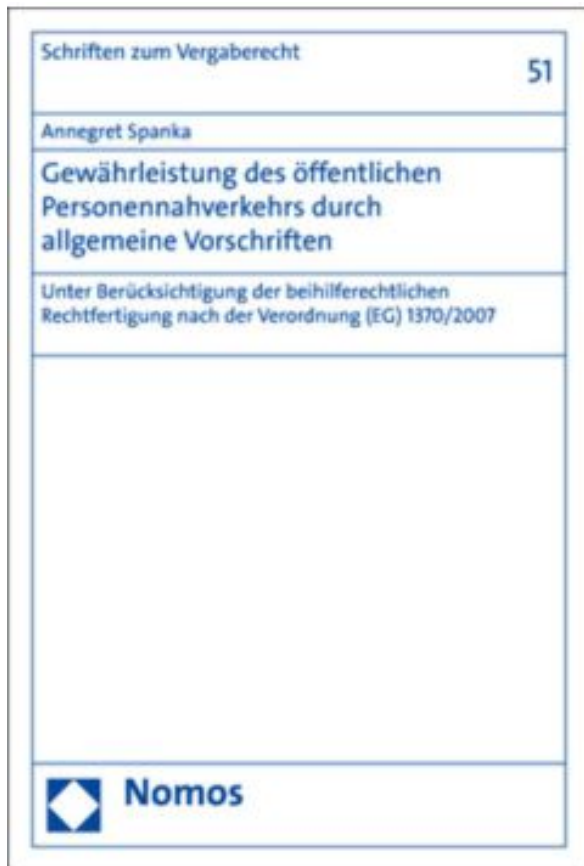 Schriften zum Vergaberecht
51
Annegret Spanka
Gewährleistung des öffentlichen
Personennahverkehrs durch
allgemeine Vorschriften
Unter Berücksichtigung der beihilferechtlichen
Rechtfertigung nach der Verordnung (EG) 1370/2007
Nomos